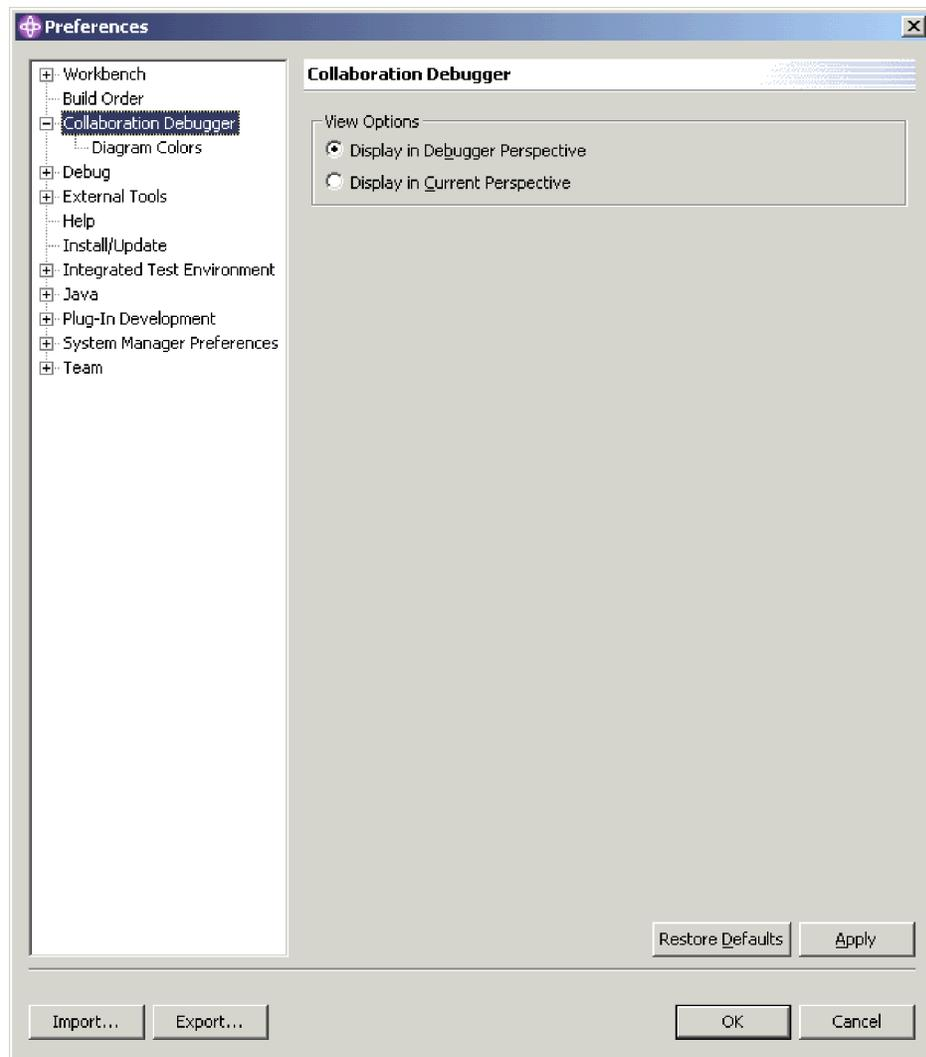 Preferences
Workbench
Build Order
Collaboration Debugger
Diagram Colors
Debug
External Tools
Help
Install/Update
Integrated Test Environment
Java
Plug-In Development
System Manager Preferences
Team
Collaboration Debugger
View Options
Display in Debugger Perspective
Display in Current Perspective
Restore Defaults
Apply
Import...
Export...
OK
Cancel